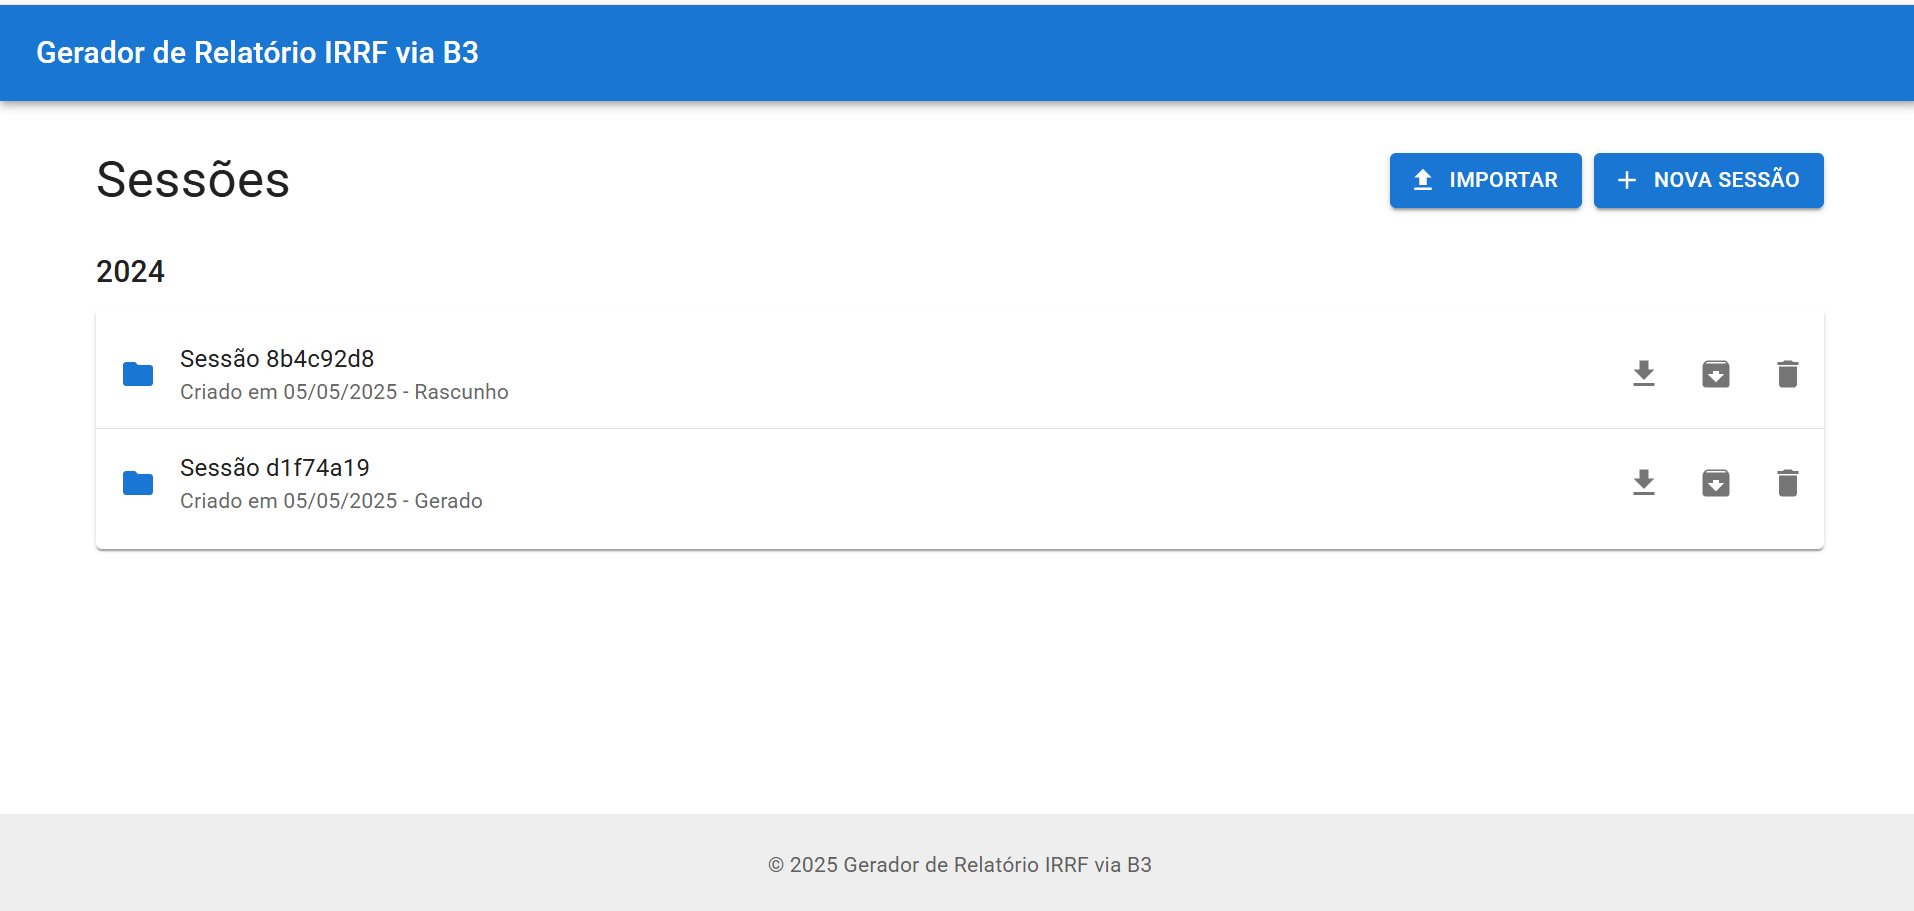 Gerador de Relatório IRRF via B3
Sessões
IMPORTAR
NOVA SESSÃO
2024
Sessão 8b4c92d8
Criado em 05/05/2025 - Rascunho
Sessão d1f74a19
Criado em 05/05/2025 - Gerado
© 2025 Gerador de Relatório IRRF via B3